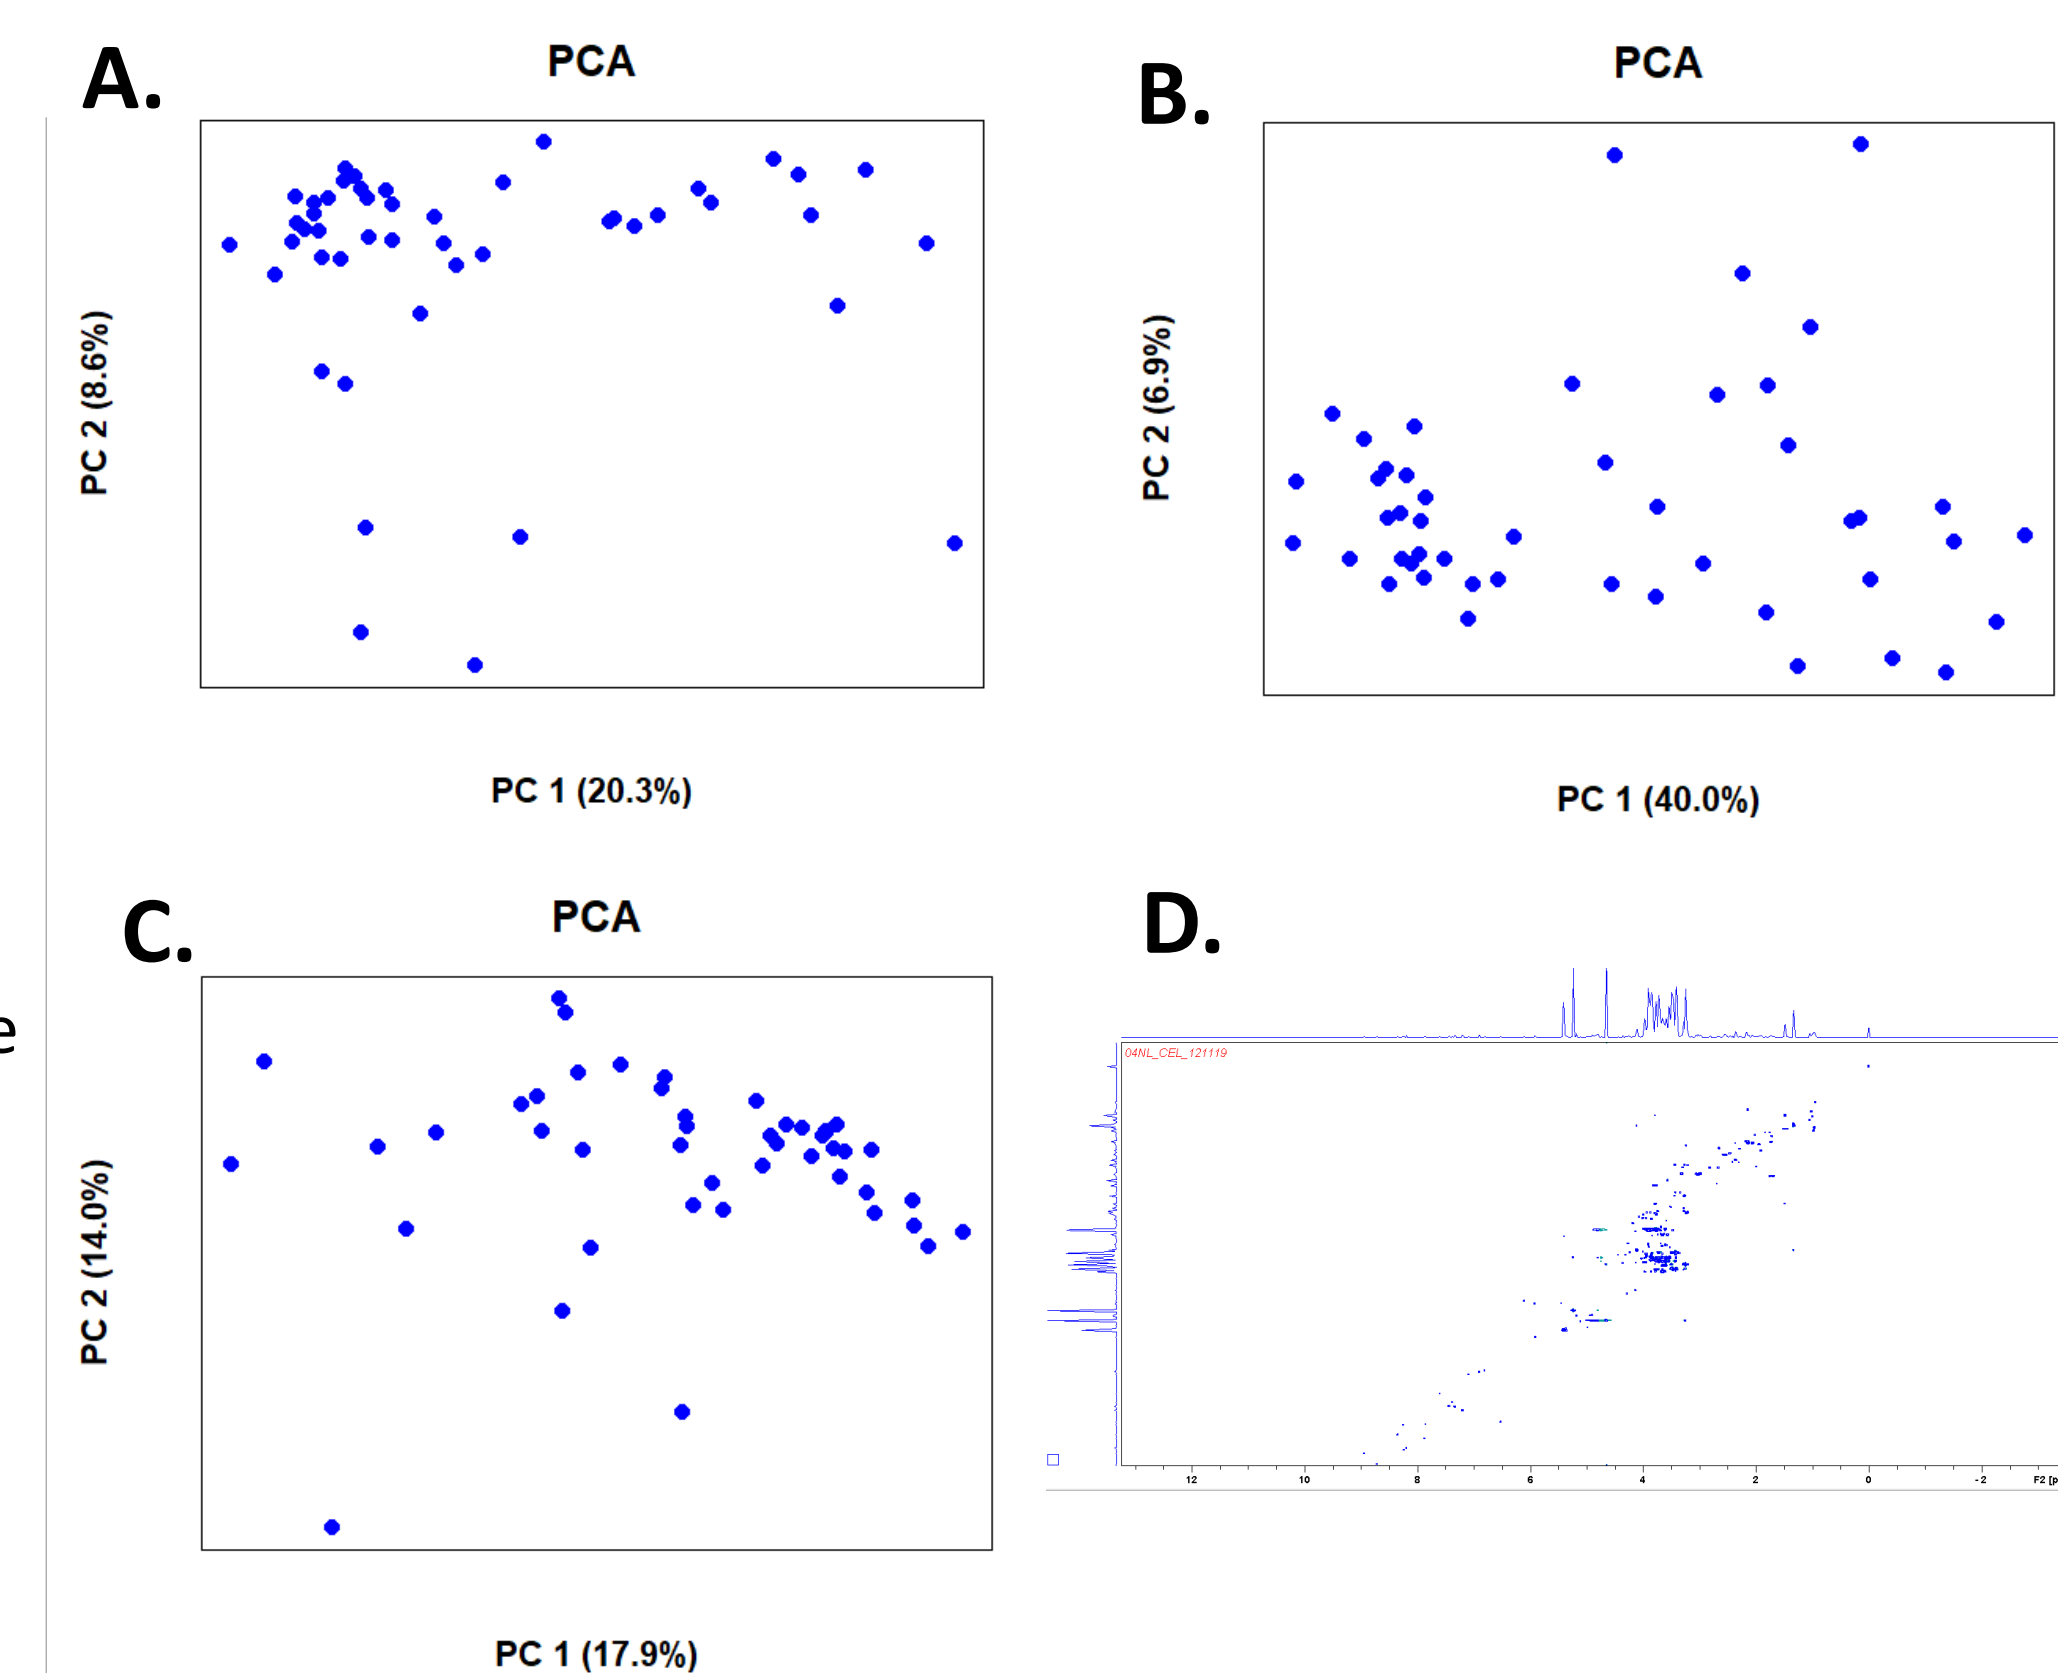 A.
PCA
PC 2 (8.6%)
PC 1 (20.3%)
B.
PCA
PC 2 (6.9%)
PC 1 (40.0%)
e
C.
PCA
PC 2 (14.0%)
PC 1 (17.9%)
D.
04NL_CEL_121119
12 10 8 6 4 2 0 -2 F2 [p